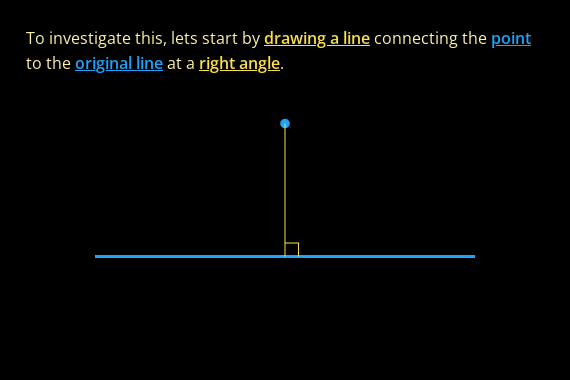 To investigate this, lets start by drawing a line connecting the point
to the original line at a right angle.